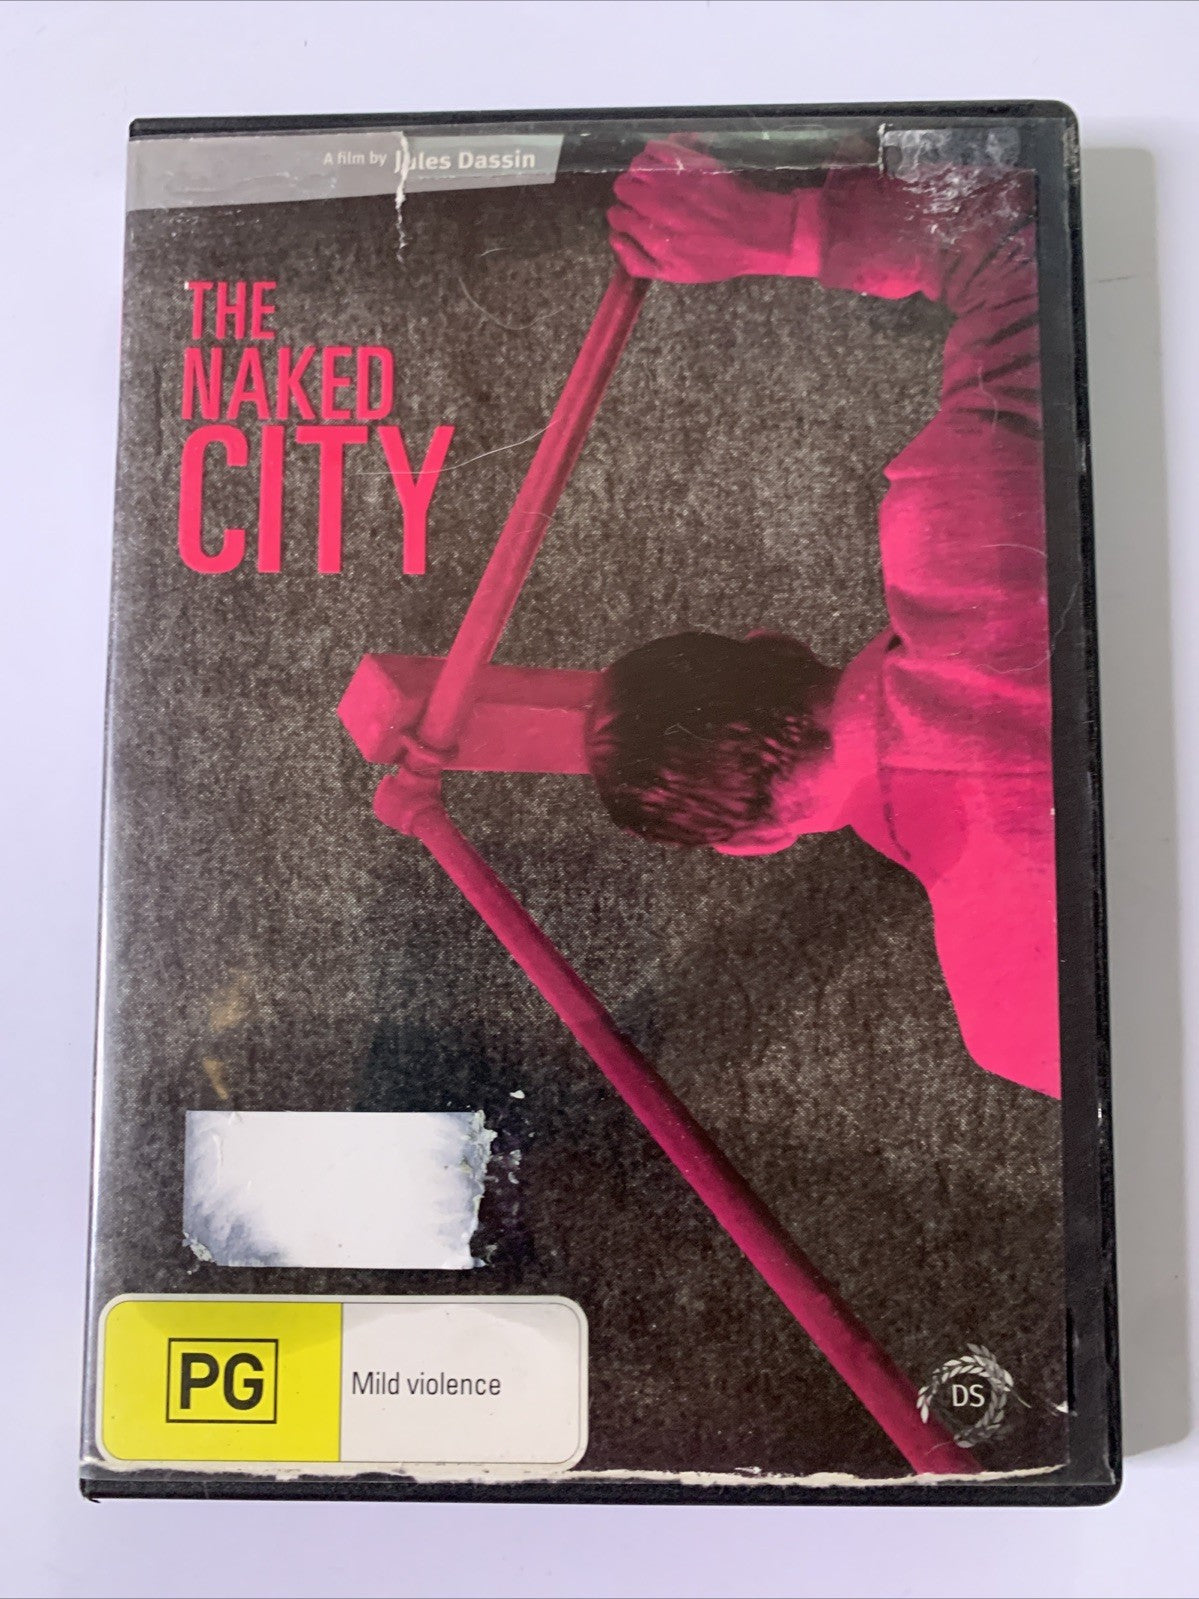 A film by Jules Dassin
THE
NAKED
CITY
PG
Mild violence
DS